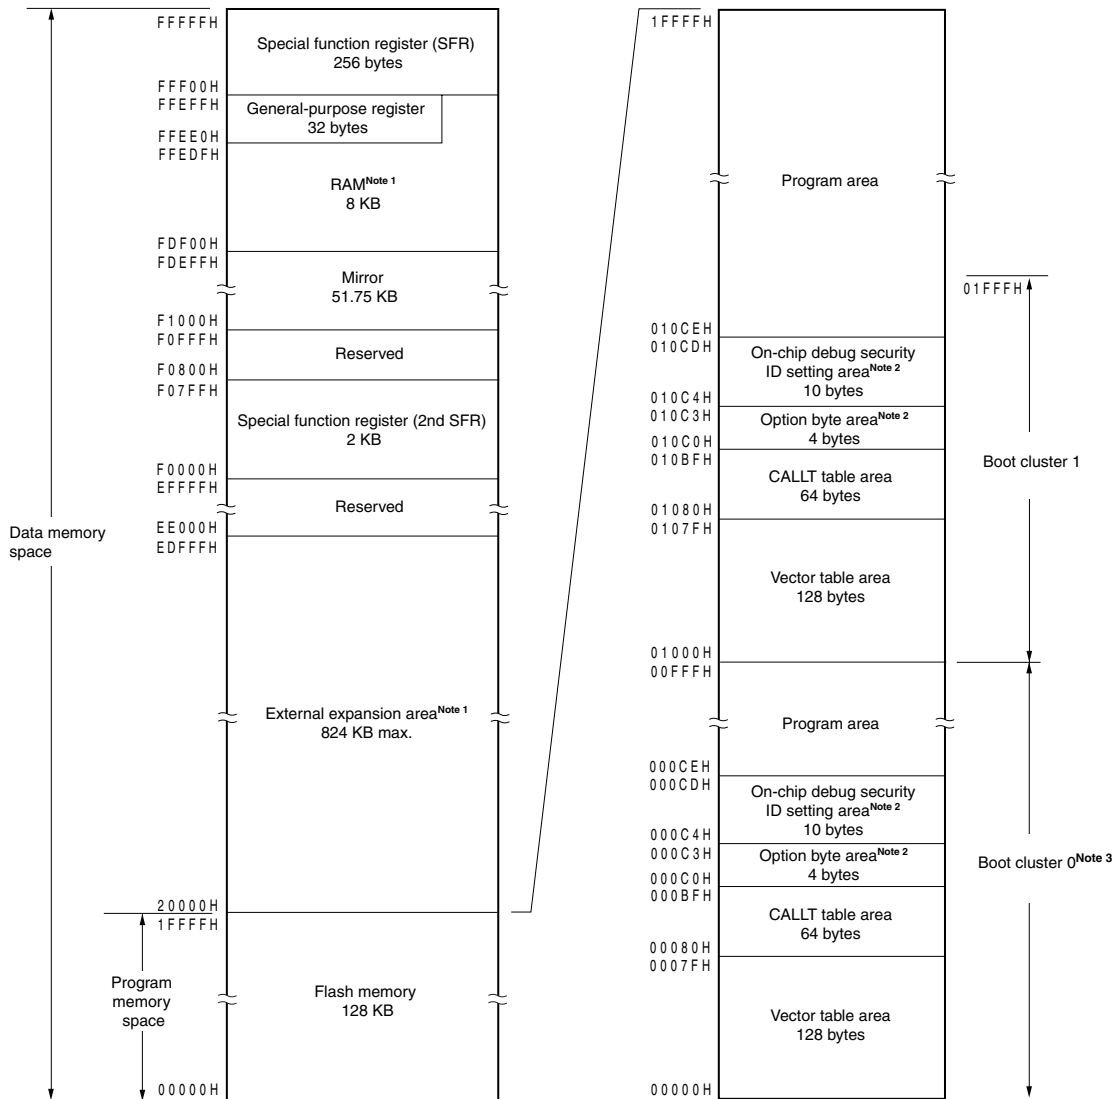 FFFFFH
Special function register (SFR)
256 bytes
FFF00H
FFEFFH
General-purpose register
32 bytes
FFEE0H
FFEDFH
RAMNote 1
8 KB
FDF00H
FDEFFH
Mirror
51.75 KB
F1000H
F0FFFH
Reserved
F0800H
F07FFH
Special function register (2nd SFR)
2 KB
F0000H
EFFFFH
Reserved
EE000H
EDFFFH
Data memory
space
External expansion areaNote 1
824 KB max.
20000H
1FFFFH
Program
memory
space
Flash memory
128 KB
00000H
1FFFFH
Program area
01FFFH
010CEH
010CDH
On-chip debug security
ID setting areaNote 2
10 bytes
010C4H
010C3H
Option byte areaNote 2
4 bytes
010C0H
010BFH
CALLT table area
64 bytes
Boot cluster 1
01080H
0107FH
Vector table area
128 bytes
01000H
00FFFH
Program area
000CEH
000CDH
On-chip debug security
ID setting areaNote 2
10 bytes
000C4H
000C3H
Option byte areaNote 2
4 bytes
Boot cluster 0Note 3
000C0H
000BFH
CALLT table area
64 bytes
00080H
0007FH
Vector table area
128 bytes
00000H